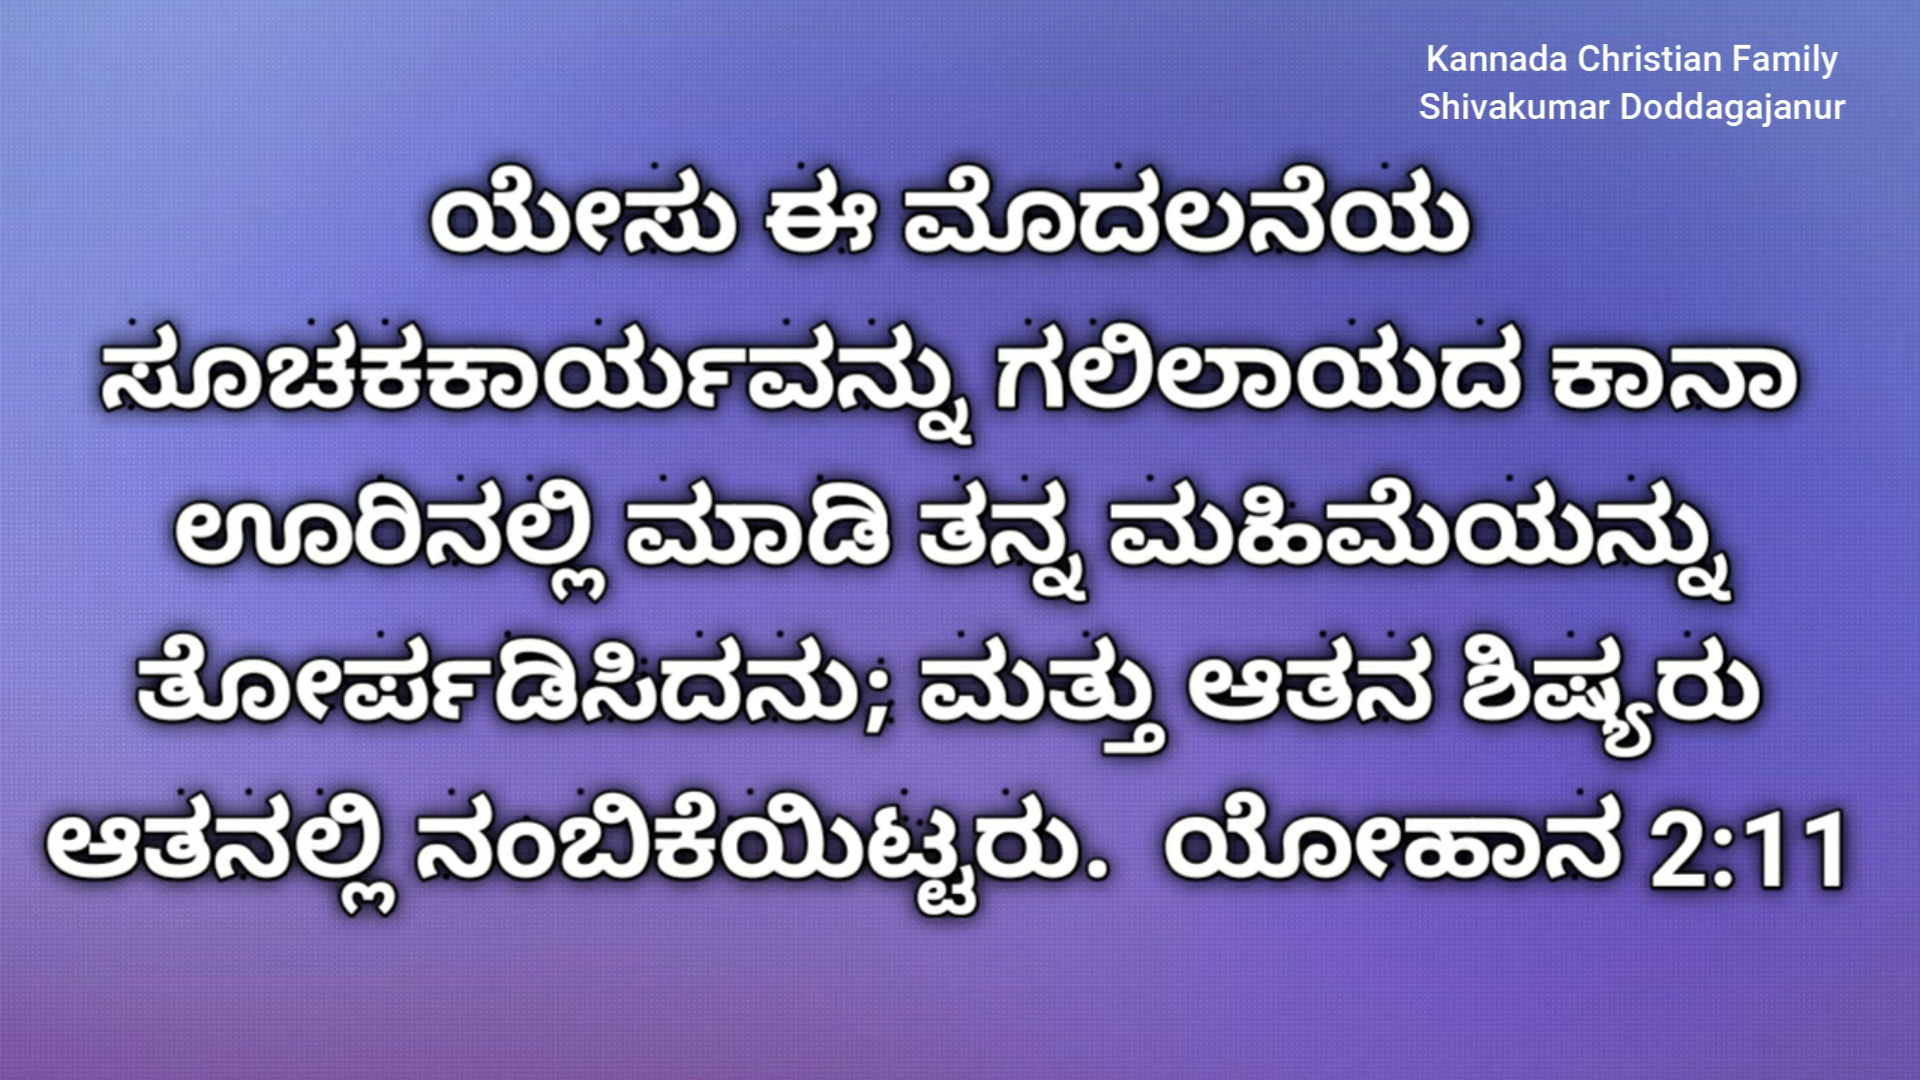 Kannada Christian Family
Shivakumar Doddagajanur
ಯೇಸು ಈ ಮೊದಲನೆಯ
ಸೂಚಕಕಾರ್ಯವನ್ನು ಗಲಿಲಾಯದ ಕಾನಾ
ಊರಿನಲ್ಲಿ ಮಾಡಿ ತನ್ನ ಮಹಿಮೆಯನ್ನು
ತೋರ್ಪಡಿಸಿದನು; ಮತ್ತು ಆತನ ಶಿಷ್ಯರು
ಆತನಲ್ಲಿ ನಂಬಿಕೆಯಿಟ್ಟರು. ಯೋಹಾನ 2:11